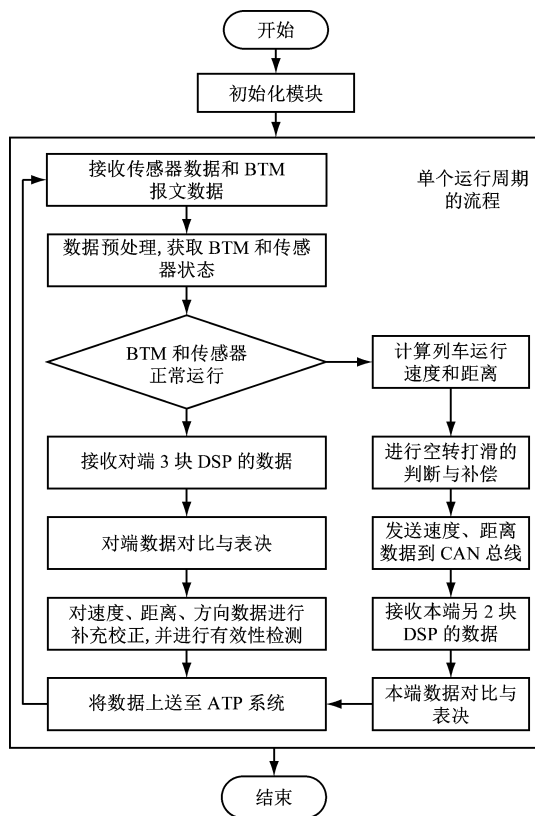 开始
初始化模块
接收传感器数据和 BTM
报文数据
单个运行周期
的流程
数据预处理,获取 BTM 和传感
器状态
BTM 和传感器
正常运行
计算列车运行
速度和距离
接收对端 3 块 DSP 的数据
进行空转打滑的
判断与补偿
对端数据对比与表决
发送速度、距离
数据到 CAN 总线
对速度、距离、方向数据进行
补充校正,并进行有效性检测
接收本端另 2 块
DSP 的数据
将数据上送至 ATP 系统
本端数据对比与
表决
结束